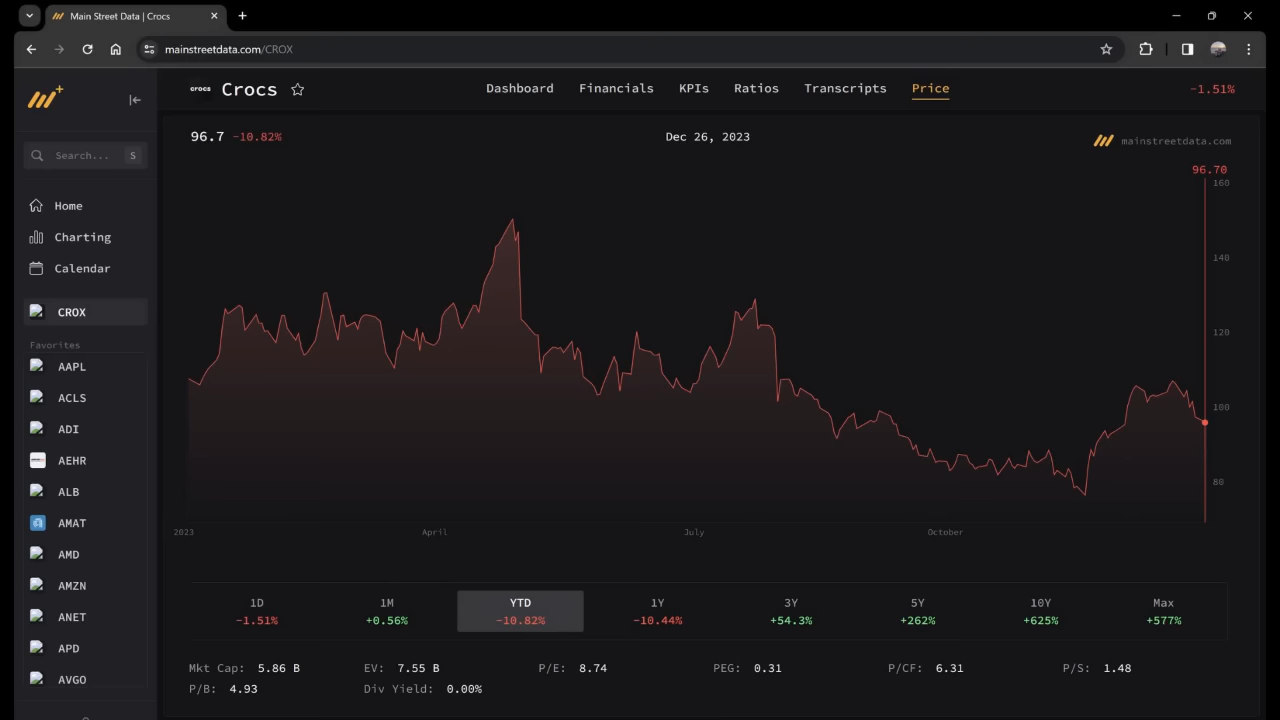 Main Street Data | Crocs
mainstreetdata.com/CROX
crocs Crocs Dashboard Financials KPIs Ratios Transcripts Price -1.51%
Search... S
Home
Charting
Calendar
CROX
Favorites
AAPL
ACLS
ADI
AEHR
ALB
AMAT
AMD
AMZN
ANET
APD
AVGO
96.7 -10.82% Dec 26, 2023 mainstreetdata.com
96.70
160
140
120
100
80
2023 April July October
1D 1M YTD 1Y 3Y 5Y 10Y Max
-1.51% +0.56% -10.82% -10.44% +54.3% +262% +625% +577%
Mkt Cap: 5.86 B EV: 7.55 B P/E: 8.74 PEG: 0.31 P/CF: 6.31 P/S: 1.48
P/B: 4.93 Div Yield: 0.00%